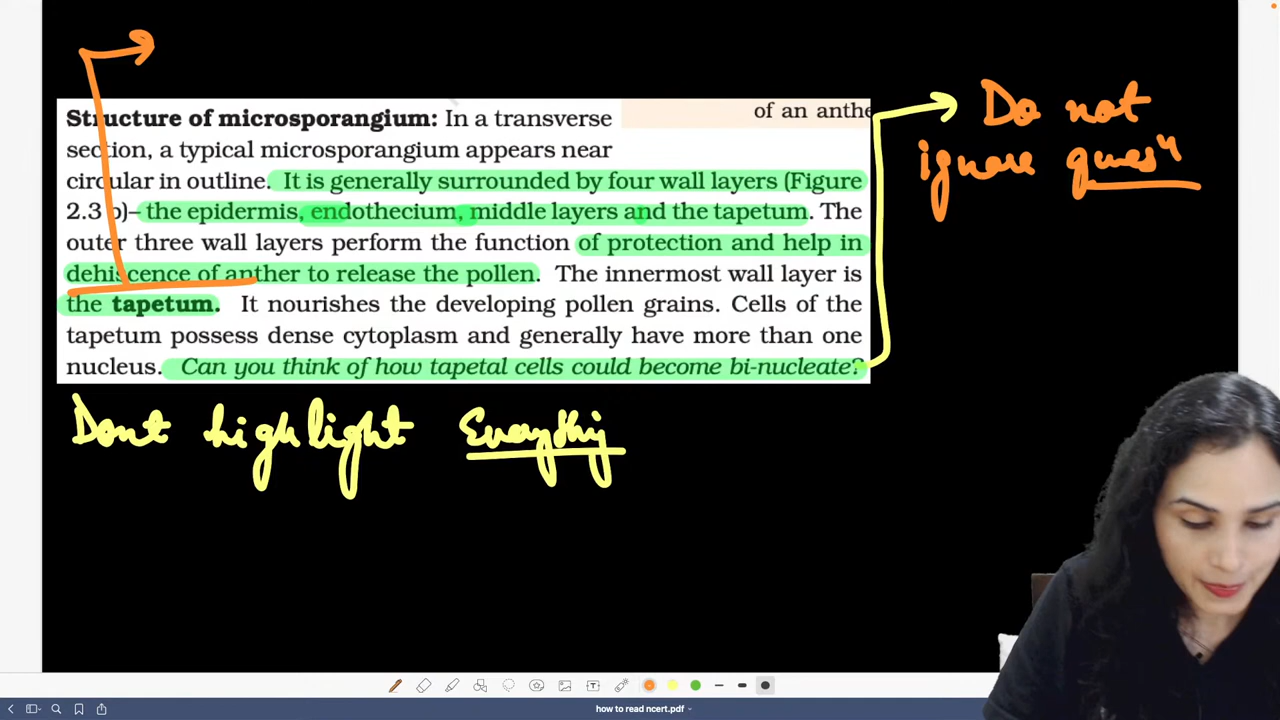 of an anthe
Structure of microsporangium: In a transverse
section, a typical microsporangium appears near
circular in outline. It is generally surrounded by four wall layers (Figure
2.3 b)– the epidermis, endothecium, middle layers and the tapetum. The
outer three wall layers perform the function of protection and help in
dehiscence of anther to release the pollen. The innermost wall layer is
the tapetum. It nourishes the developing pollen grains. Cells of the
tapetum possess dense cytoplasm and generally have more than one
nucleus. Can you think of how tapetal cells could become bi-nucleate?
Do not
ignore quesn
Dont highlight Everything
how to read ncert.pdf